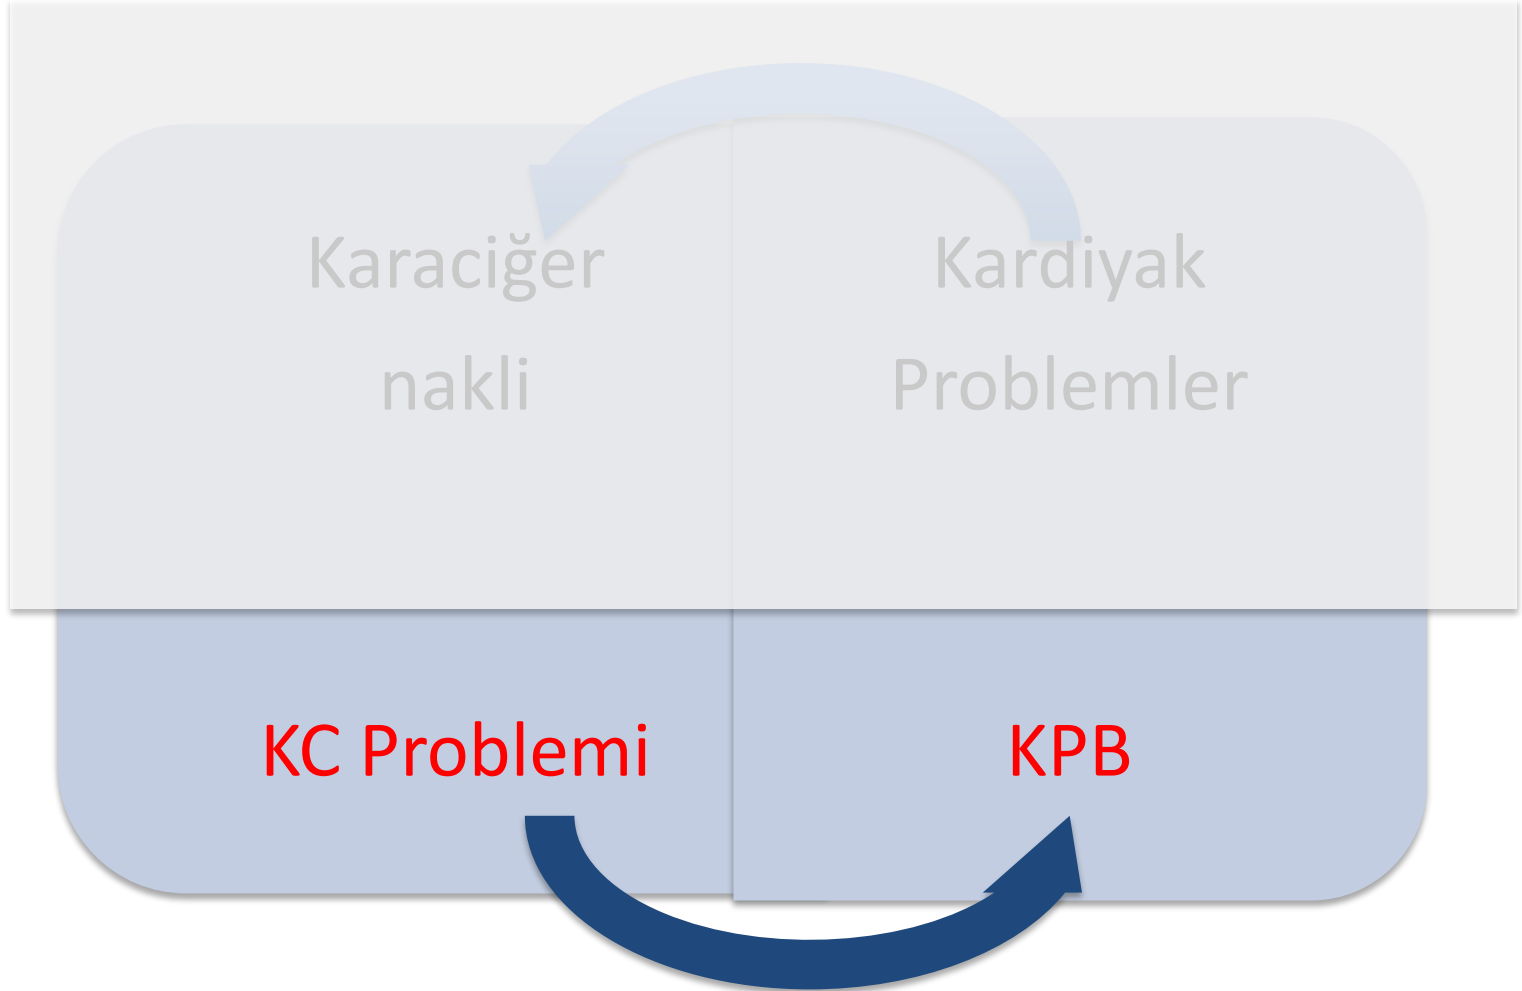 Karaciğer
nakli
Kardiyak
Problemler
KC Problemi
KPB